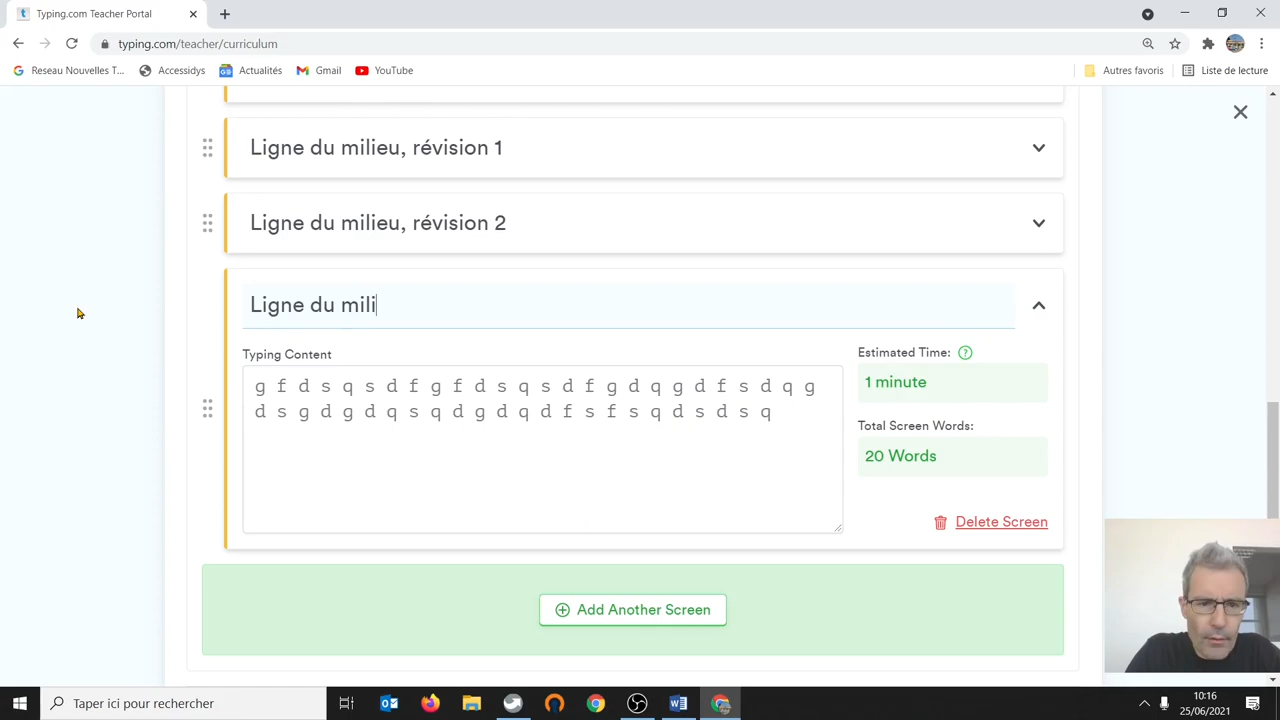 Typing.com Teacher Portal
typing.com/teacher/curriculum
Reseau Nouvelles T...
Accessidys
Actualités
Gmail
YouTube
Autres favoris
Liste de lecture
Ligne du milieu, révision 1
Ligne du milieu, révision 2
Ligne du mili
Typing Content
g f d s q s d f g f d s q s d f g d q g d f s d q g
d s g d g d q s q d g d q d f s f s q d s d s q
Estimated Time: ?
1 minute
Total Screen Words:
20 Words
Delete Screen
Add Another Screen
Taper ici pour rechercher
10:16
25/06/2021